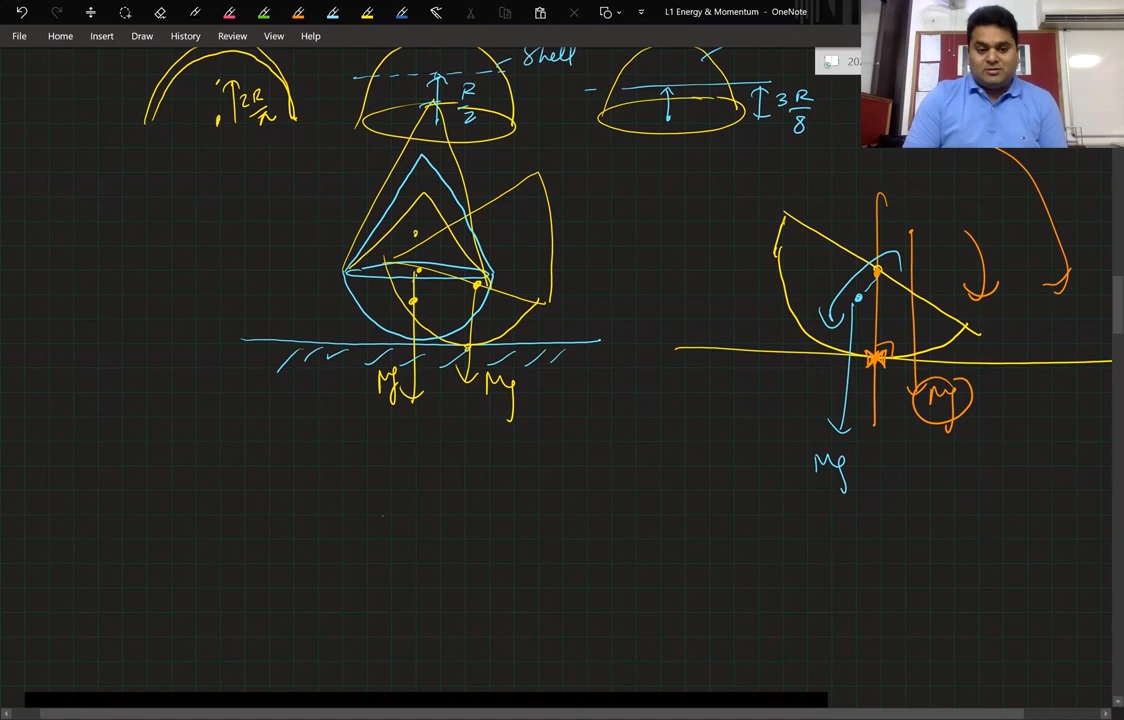 L1 Energy & Momentum - OneNote
File Home Insert Draw History Review View Help
202
Shell
2R/π
R/2
3R/8
Mg
Mg
Mg
Mg